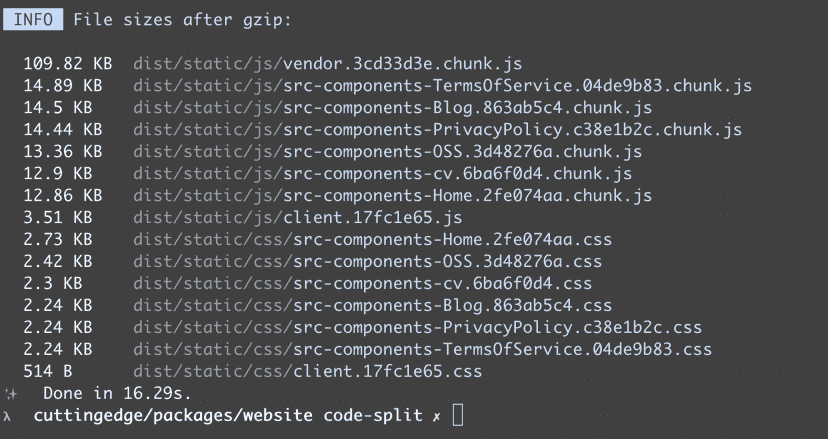 INFO File sizes after gzip:
109.82 KB dist/static/js/vendor.3cd33d3e.chunk.js
14.89 KB dist/static/js/src-components-TermsOfService.04de9b83.chunk.js
14.5 KB dist/static/js/src-components-Blog.863ab5c4.chunk.js
14.44 KB dist/static/js/src-components-PrivacyPolicy.c38e1b2c.chunk.js
13.36 KB dist/static/js/src-components-OSS.3d48276a.chunk.js
12.9 KB dist/static/js/src-components-cv.6ba6f0d4.chunk.js
12.86 KB dist/static/js/src-components-Home.2fe074aa.chunk.js
3.51 KB dist/static/js/client.17fc1e65.js
2.73 KB dist/static/css/src-components-Home.2fe074aa.css
2.42 KB dist/static/css/src-components-OSS.3d48276a.css
2.3 KB dist/static/css/src-components-cv.6ba6f0d4.css
2.24 KB dist/static/css/src-components-Blog.863ab5c4.css
2.24 KB dist/static/css/src-components-PrivacyPolicy.c38e1b2c.css
2.24 KB dist/static/css/src-components-TermsOfService.04de9b83.css
514 B dist/static/css/client.17fc1e65.css
✨ Done in 16.29s.
λ cuttingedge/packages/website code-split ✗